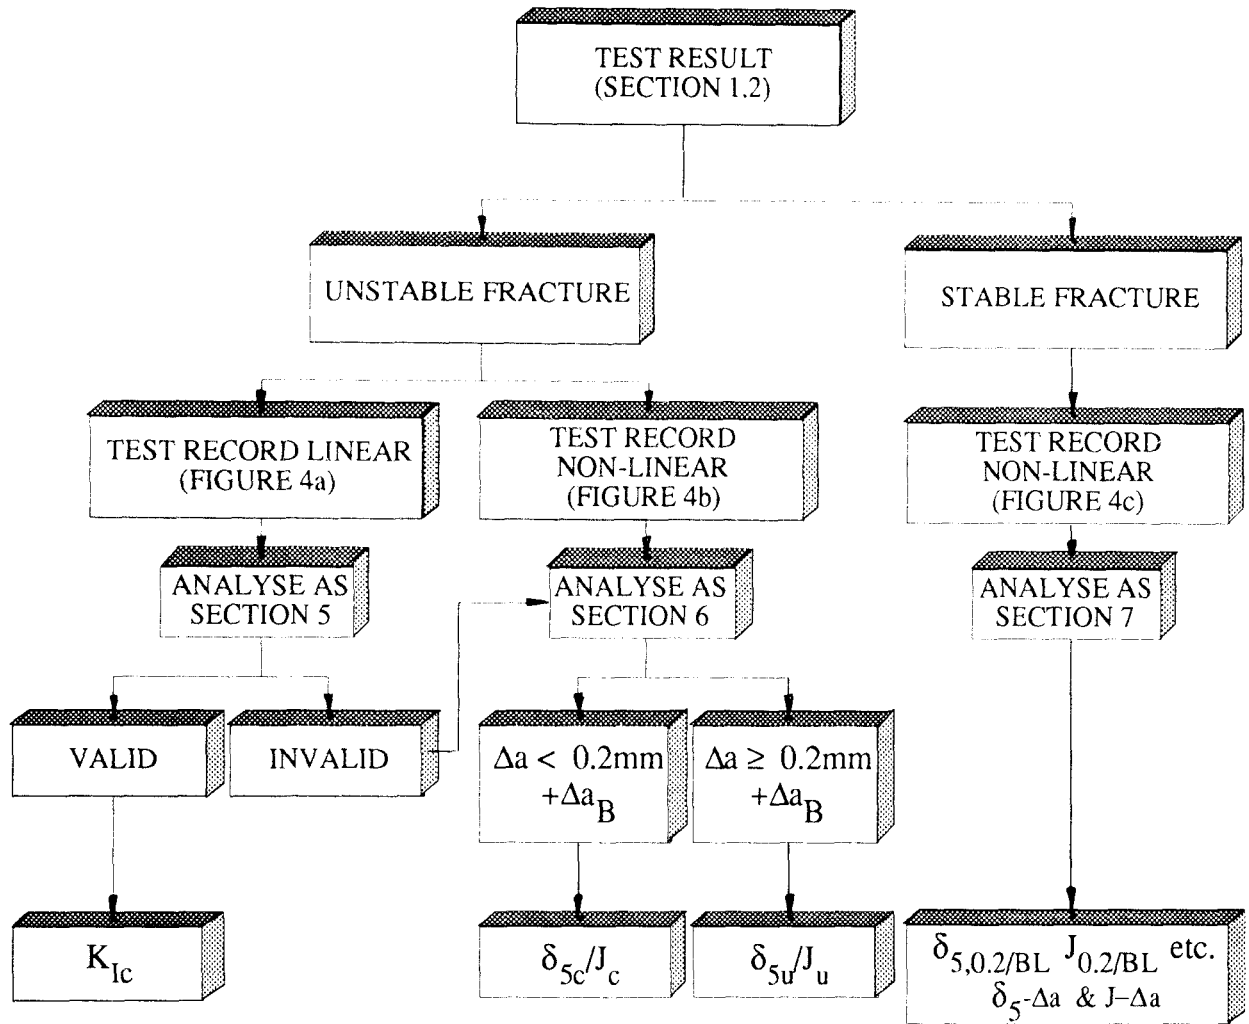 TEST RESULT
(SECTION 1.2)
UNSTABLE FRACTURE
STABLE FRACTURE
TEST RECORD LINEAR
(FIGURE 4a)
TEST RECORD
NON-LINEAR
(FIGURE 4b)
TEST RECORD
NON-LINEAR
(FIGURE 4c)
ANALYSE AS
SECTION 5
ANALYSE AS
SECTION 6
ANALYSE AS
SECTION 7
VALID
INVALID
Δa < 0.2mm
+Δa_B
Δa ≥ 0.2mm
+Δa_B
K_Ic
δ_5c/J_c
δ_5u/J_u
δ_5,0.2/BL J_0.2/BL etc.
δ_5-Δa & J-Δa